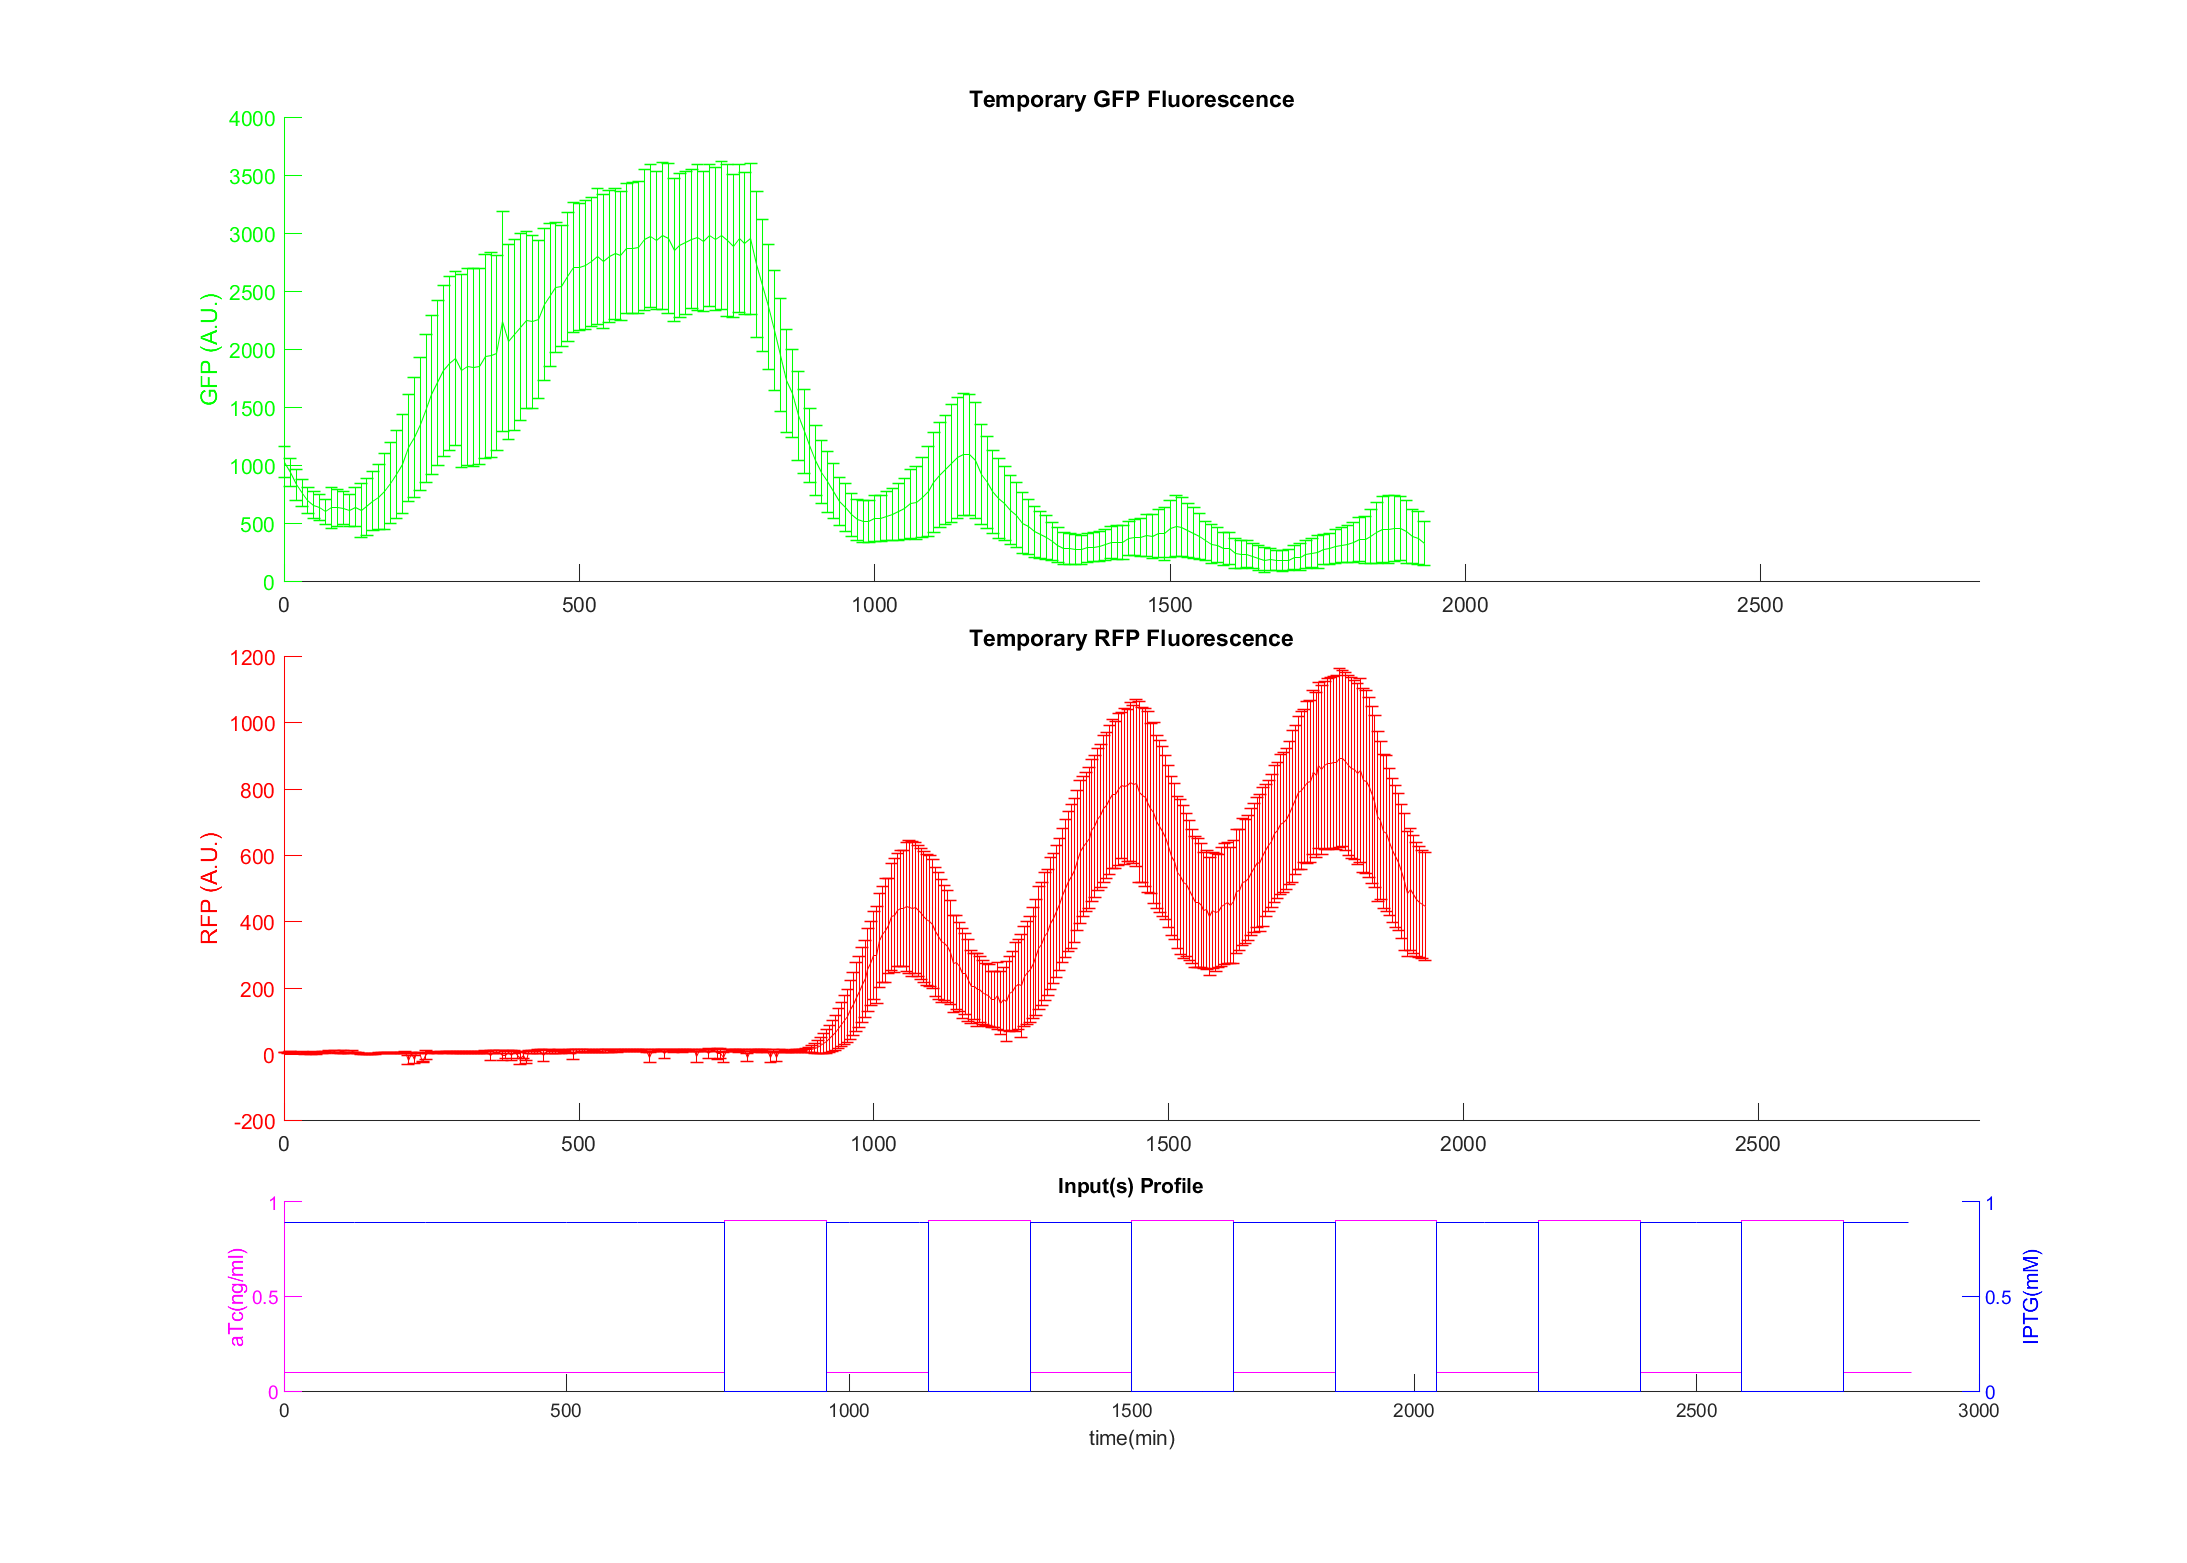 Temporary GFP Fluorescence
4000
3500
3000
2500
2000
1500
1000
500
0
GFP (A.U.)
0 500 1000 1500 2000 2500
Temporary RFP Fluorescence
1200
1000
800
600
400
200
0
-200
RFP (A.U.)
0 500 1000 1500 2000 2500
Input(s) Profile
1
0.5
0
aTc(ng/ml)
1
0.5
0
IPTG(mM)
0 500 1000 1500 2000 2500 3000
time(min)